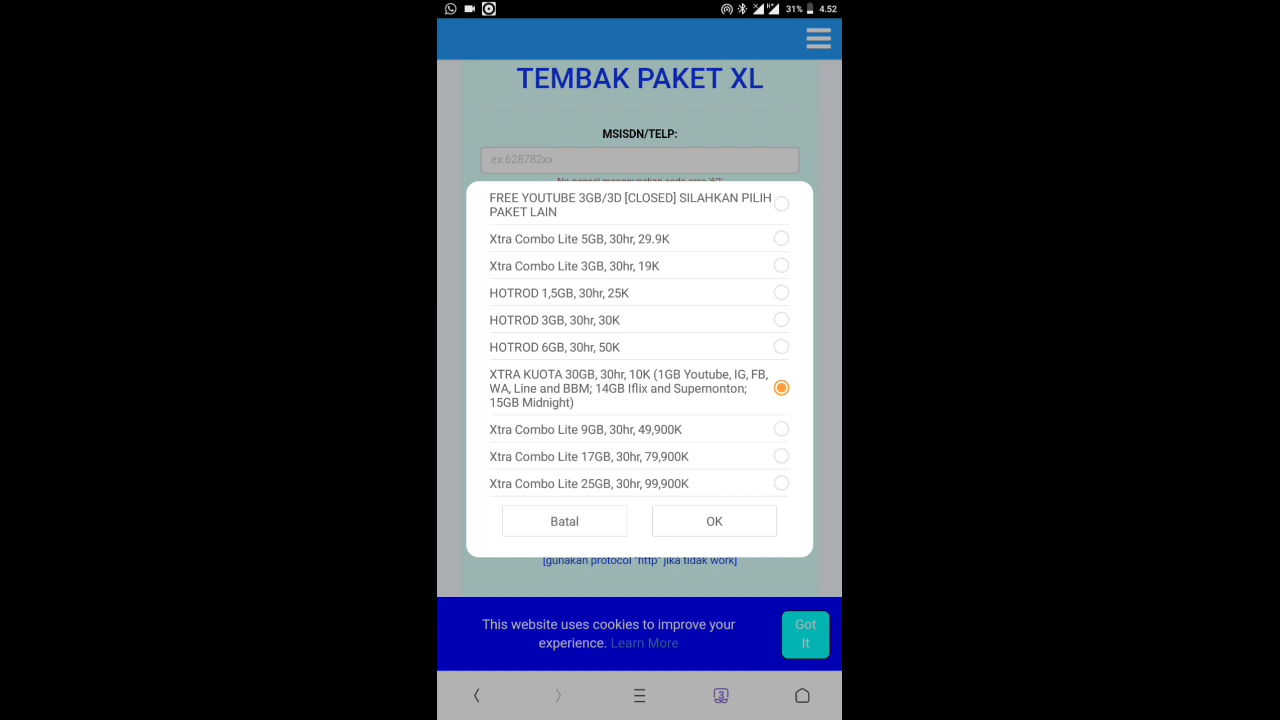 31% 4.52
TEMBAK PAKET XL
MSISDN/TELP:
ex:628782xx
FREE YOUTUBE 3GB/3D [CLOSED] SILAHKAN PILIH
PAKET LAIN
Xtra Combo Lite 5GB, 30hr, 29.9K
Xtra Combo Lite 3GB, 30hr, 19K
HOTROD 1,5GB, 30hr, 25K
HOTROD 3GB, 30hr, 30K
HOTROD 6GB, 30hr, 50K
XTRA KUOTA 30GB, 30hr, 10K (1GB Youtube, IG, FB,
WA, Line and BBM; 14GB Iflix and Supernonton;
15GB Midnight)
Xtra Combo Lite 9GB, 30hr, 49,900K
Xtra Combo Lite 17GB, 30hr, 79,900K
Xtra Combo Lite 25GB, 30hr, 99,900K
Batal OK
[gunakan protocol "http" jika tidak work]
This website uses cookies to improve your
experience. Learn More
Got
It
3